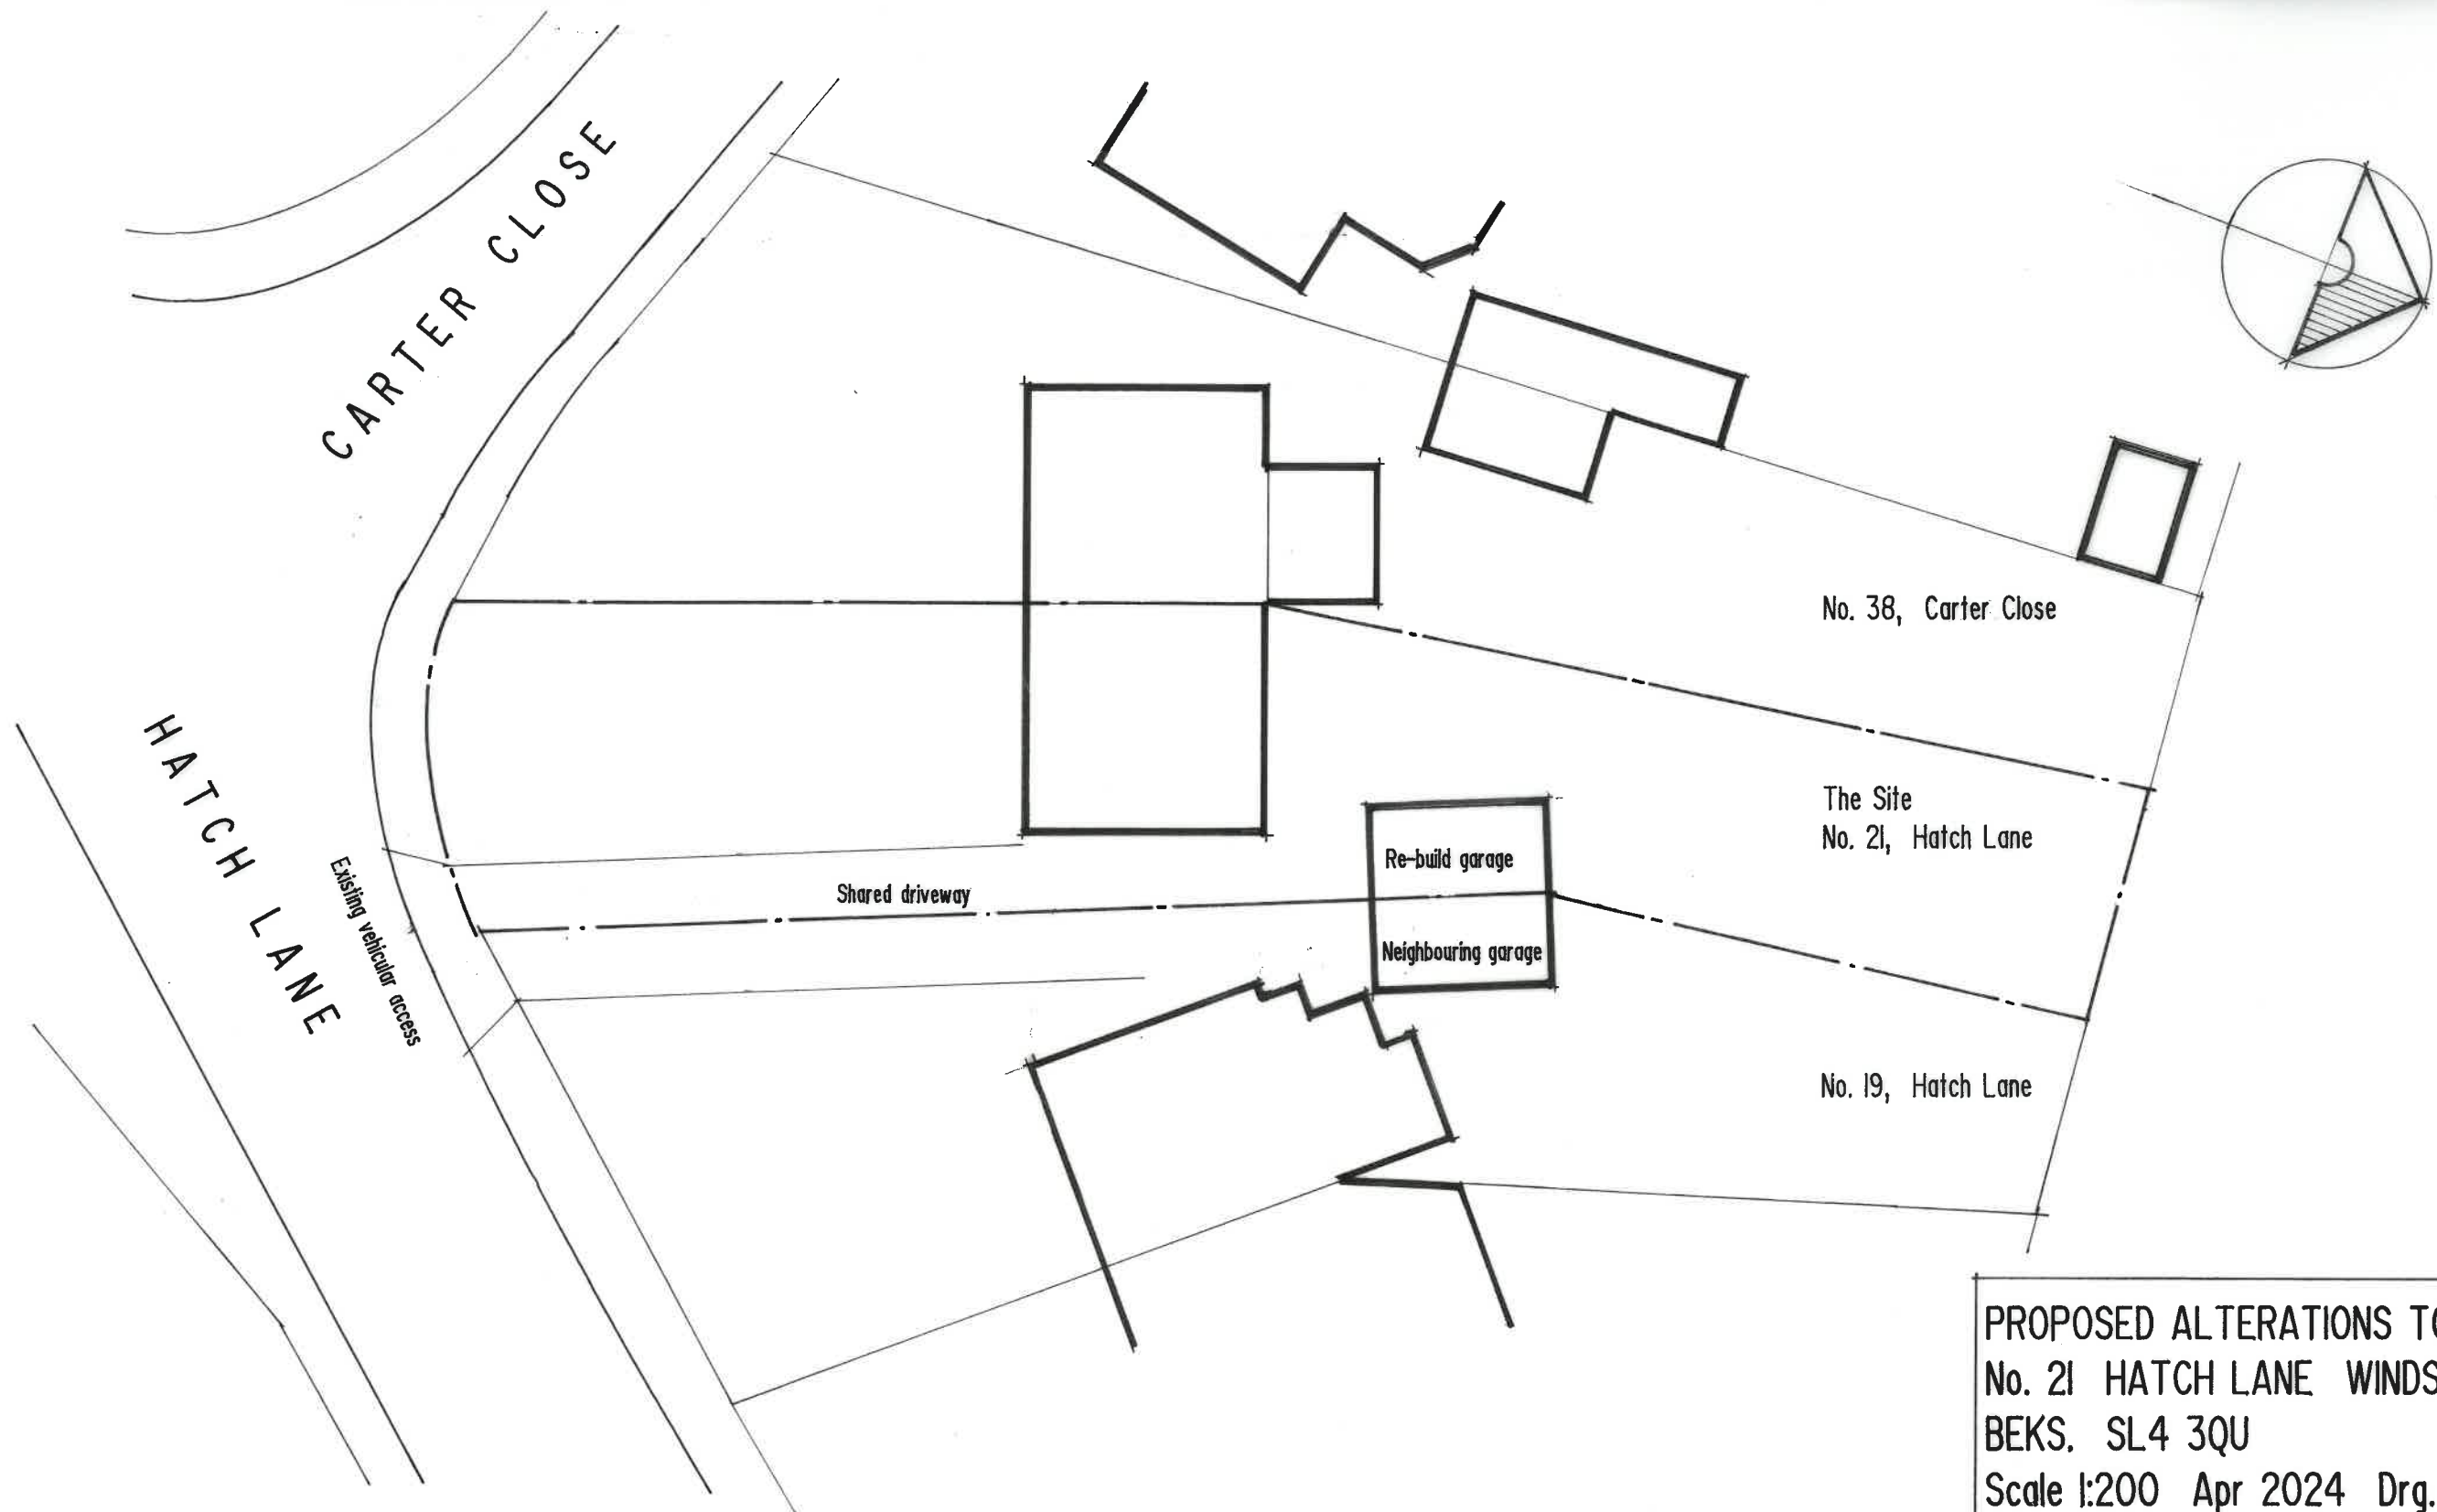 CARTER CLOSE
HATCH LANE
Existing vehicular access
Shared driveway
Re-build garage
Neighbouring garage
No. 38, Carter Close
The Site
No. 21, Hatch Lane
No. 19, Hatch Lane
PROPOSED ALTERATIONS
No. 21 HATCH LANE
BEKS. SL4 3QU
Scale 1:200 Apr 2024 Drg.